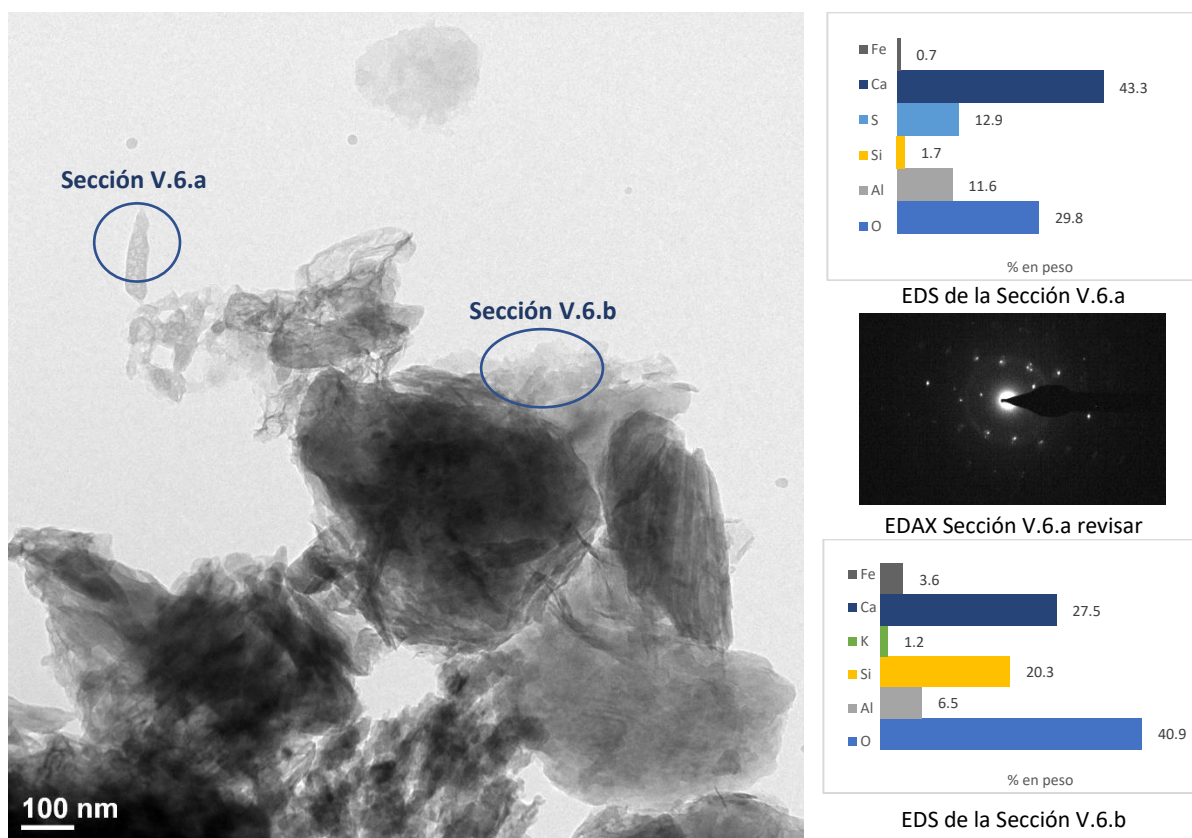 Sección V.6.a
Sección V.6.b
100 nm
Fe
0.7
Ca
43.3
S
12.9
Si
1.7
Al
11.6
O
29.8
% en peso
EDS de la Sección V.6.a
EDAX Sección V.6.a revisar
Fe
3.6
Ca
27.5
K
1.2
Si
20.3
Al
6.5
O
40.9
% en peso
EDS de la Sección V.6.b